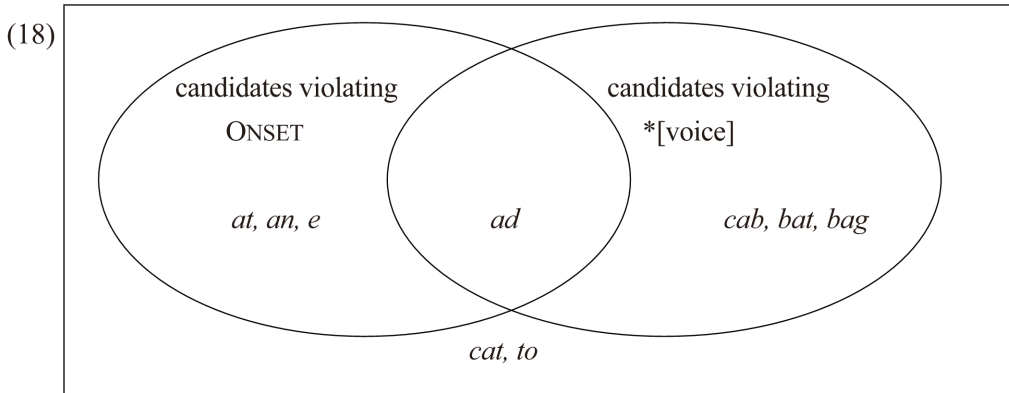 (18)
candidates violating candidates violating
ONSET *[voice]
at, an, e ad cab, bat, bag
cat, to